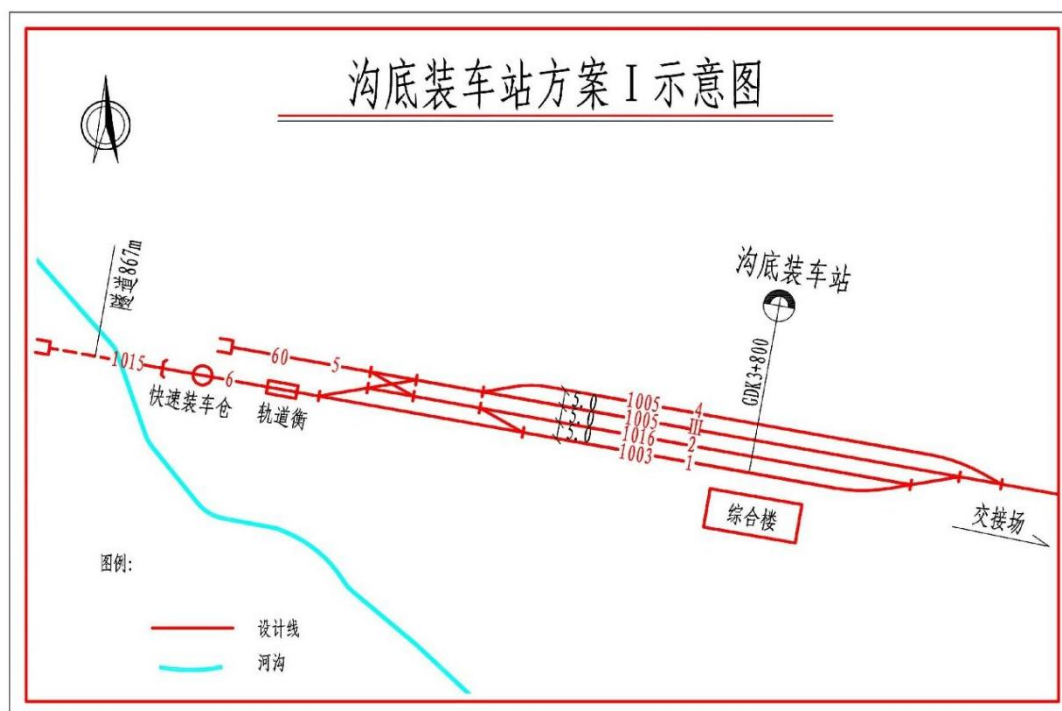 沟底装车站方案Ⅰ示意图
沟底装车站
GDK3+800
隧道867m
1015
快速装车仓
6
轨道衡
60
5
5.0
5.0
5.0
1005
4
1005
Ⅲ
1016
2
1003
1
综合楼
交接场
图例:
设计线
河沟